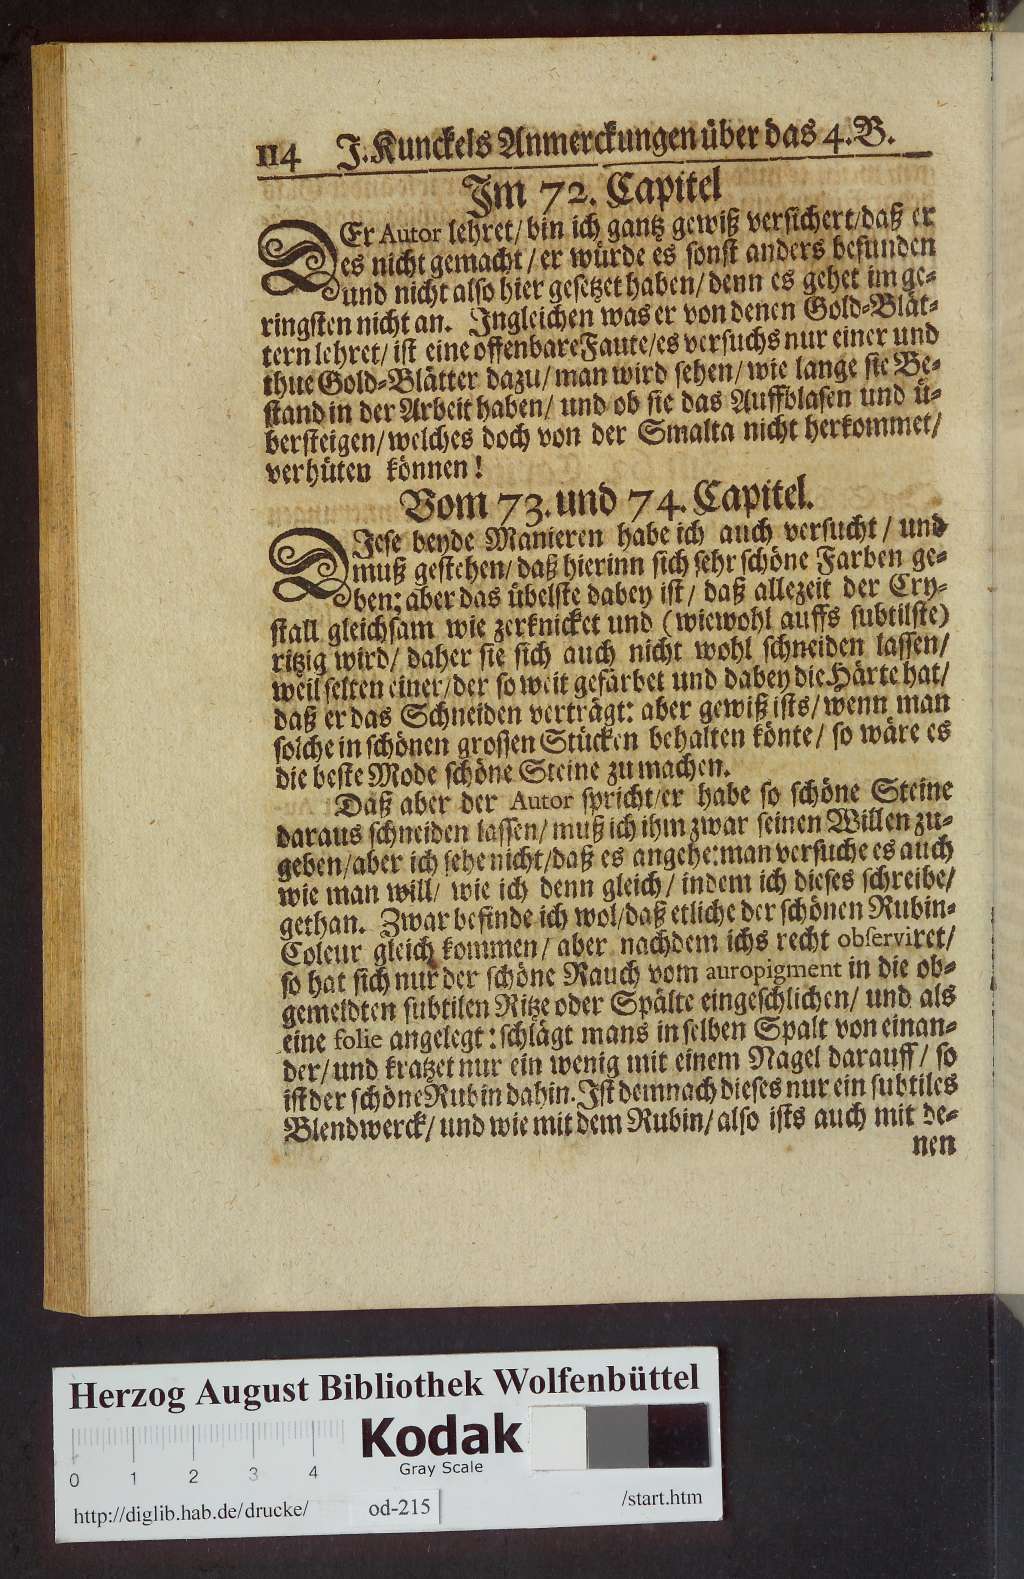 114 J. Kunckels Anmerckungen über das 4. B.
Im 72. Capitel
DEr Autor lehret/ bin ich gantz gewiß versichert/ daß er
es nicht gemacht/ er würde es sonst anders befunden
und nicht also hier gesetzet haben/ denn es gehet im ge-
ringsten nicht an. Ingleichen was er von denen Gold-Blät-
tern lehret/ ist eine offenbare Faute/ es versuchs nur einer und
thue Gold-Blätter dazu/ man wird sehen/ wie lange sie Be-
stand in der Arbeit haben/ und ob sie das Auffblasen und ü-
bersteigen/ welches doch von der Smalta nicht herkommet/
verhüten können!
Vom 73. und 74. Capitel.
DIese beyde Manieren habe ich auch versucht/ und
muß gestehen/ daß hierinn sich sehr schöne Farben ge-
ben; aber das übelste dabey ist/ daß allezeit der Cry-
stall gleichsam wie zerknicket und (wiewohl auffs subtilste)
ritzig wird/ daher sie sich auch nicht wohl schneiden lassen/
weil selten einer/ der so weit gefärbet und dabey die Härte hat/
daß er das Schneiden verträgt: aber gewiß ists/ wenn man
solche in schönen grossen Stücken behalten könte/ so wäre es
die beste Mode schöne Steine zu machen.
Daß aber der Autor spricht/ er habe so schöne Steine
daraus schneiden lassen/ muß ich ihm zwar seinen Willen zu-
geben/ aber ich sehe nicht/ daß es angehe: man versuche es auch
wie man will/ wie ich denn gleich/ indem ich dieses schreibe/
gethan. Zwar befinde ich wol/ daß etliche der schönen Rubin-
Coleur gleich kommen/ aber nachdem ichs recht observiret/
so hat sich nur der schöne Rauch vom auropigment in die ob-
gemeldten subtilen Ritze oder Spälte eingeschlichen/ und als
eine folie angelegt: schlägt mans in selben Spalt von einan-
der/ und kratzet nur ein wenig mit einem Nagel darauff/ so
ist der schöne Rubin dahin. Ist demnach dieses nur ein subtiles
Blendwerck/ und wie mit dem Rubin/ also ists auch mit de-
nen
Herzog August Bibliothek Wolfenbüttel
Kodak
Gray Scale
0 1 2 3 4
http://diglib.hab.de/drucke/ od-215 /start.htm